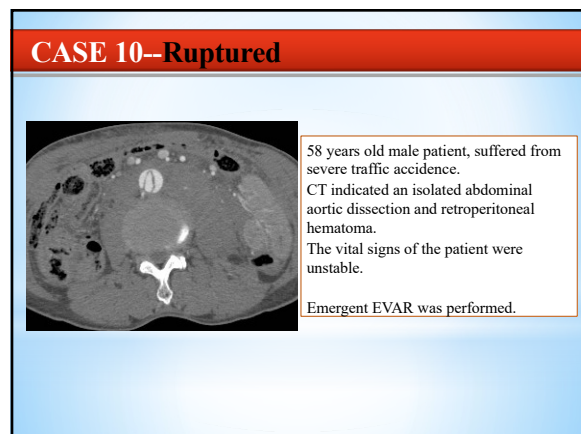 CASE 10--Ruptured
58 years old male patient, suffered from
severe traffic accidence.
CT indicated an isolated abdominal
aortic dissection and retroperitoneal
hematoma.
The vital signs of the patient were
unstable.
Emergent EVAR was performed.